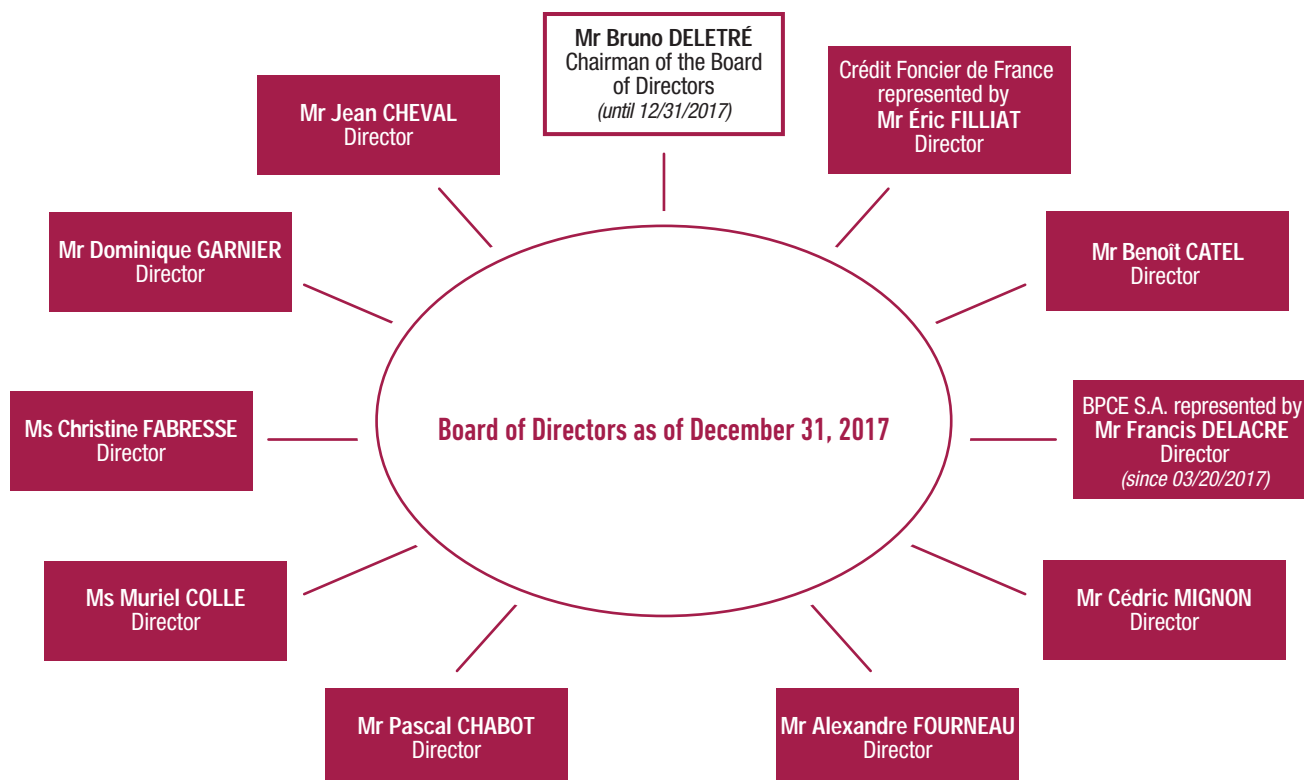 Mr Bruno DELETRÉ
Chairman of the Board
of Directors
(until 12/31/2017)
Crédit Foncier de France
represented by
Mr Éric FILLIAT
Director
Mr Jean CHEVAL
Director
Mr Dominique GARNIER
Director
Mr Benoît CATEL
Director
Ms Christine FABRESSE
Director
Board of Directors as of December 31, 2017
BPCE S.A. represented by
Mr Francis DELACRE
Director
(since 03/20/2017)
Ms Muriel COLLE
Director
Mr Cédric MIGNON
Director
Mr Pascal CHABOT
Director
Mr Alexandre FOURNEAU
Director